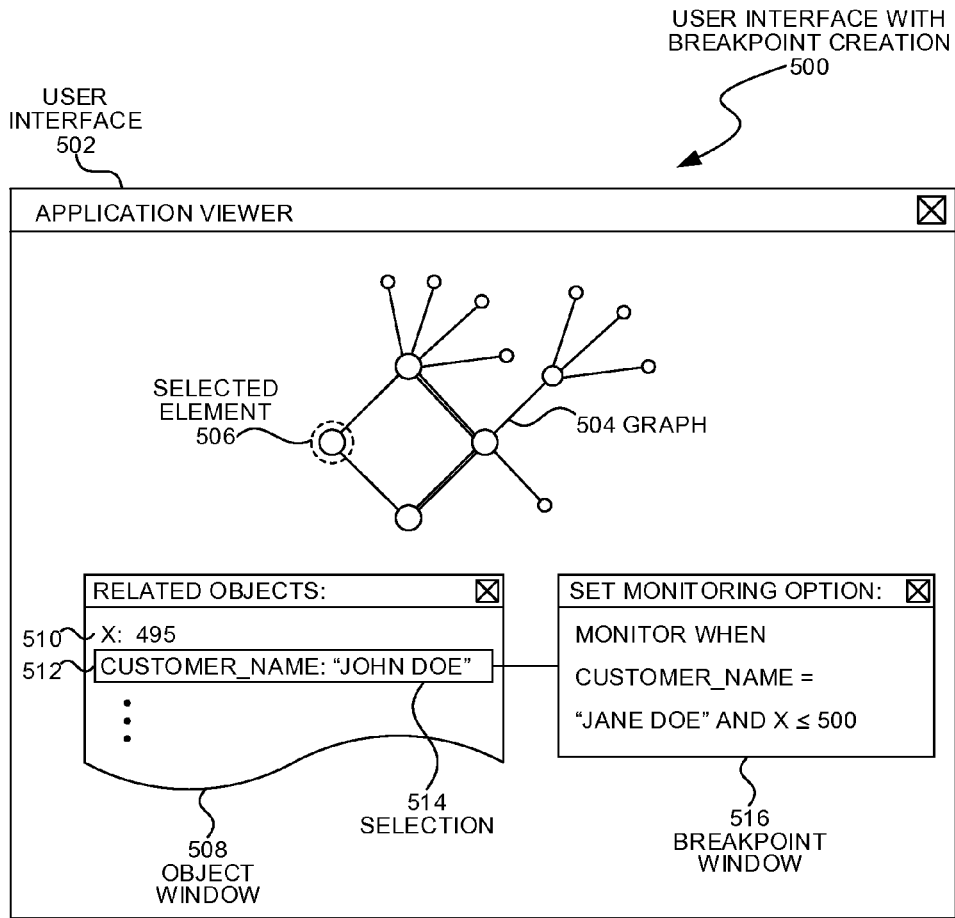 USER INTERFACE WITH
BREAKPOINT CREATION
500
USER
INTERFACE
502
APPLICATION VIEWER
SELECTED
ELEMENT
506
504 GRAPH
RELATED OBJECTS:
510
X: 495
512
CUSTOMER_NAME: “JOHN DOE”
SET MONITORING OPTION:
MONITOR WHEN
CUSTOMER_NAME =
“JANE DOE” AND X ≤ 500
514
SELECTION
508
OBJECT
WINDOW
516
BREAKPOINT
WINDOW